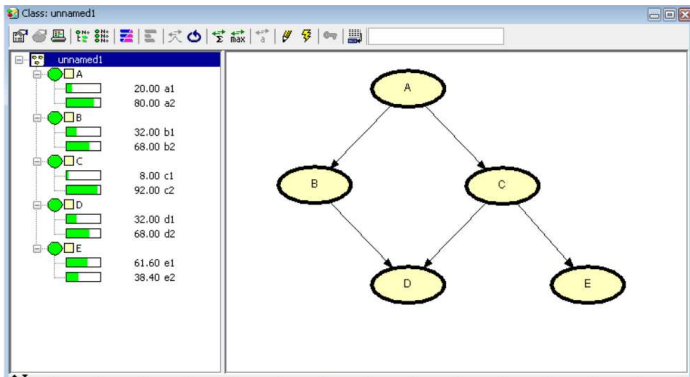 Class: unnamed1
Σ max a
unnamed1
A
20.00 a1
80.00 a2
B
32.00 b1
68.00 b2
C
8.00 c1
92.00 c2
D
32.00 d1
68.00 d2
E
61.60 e1
38.40 e2
A
B
C
D
E